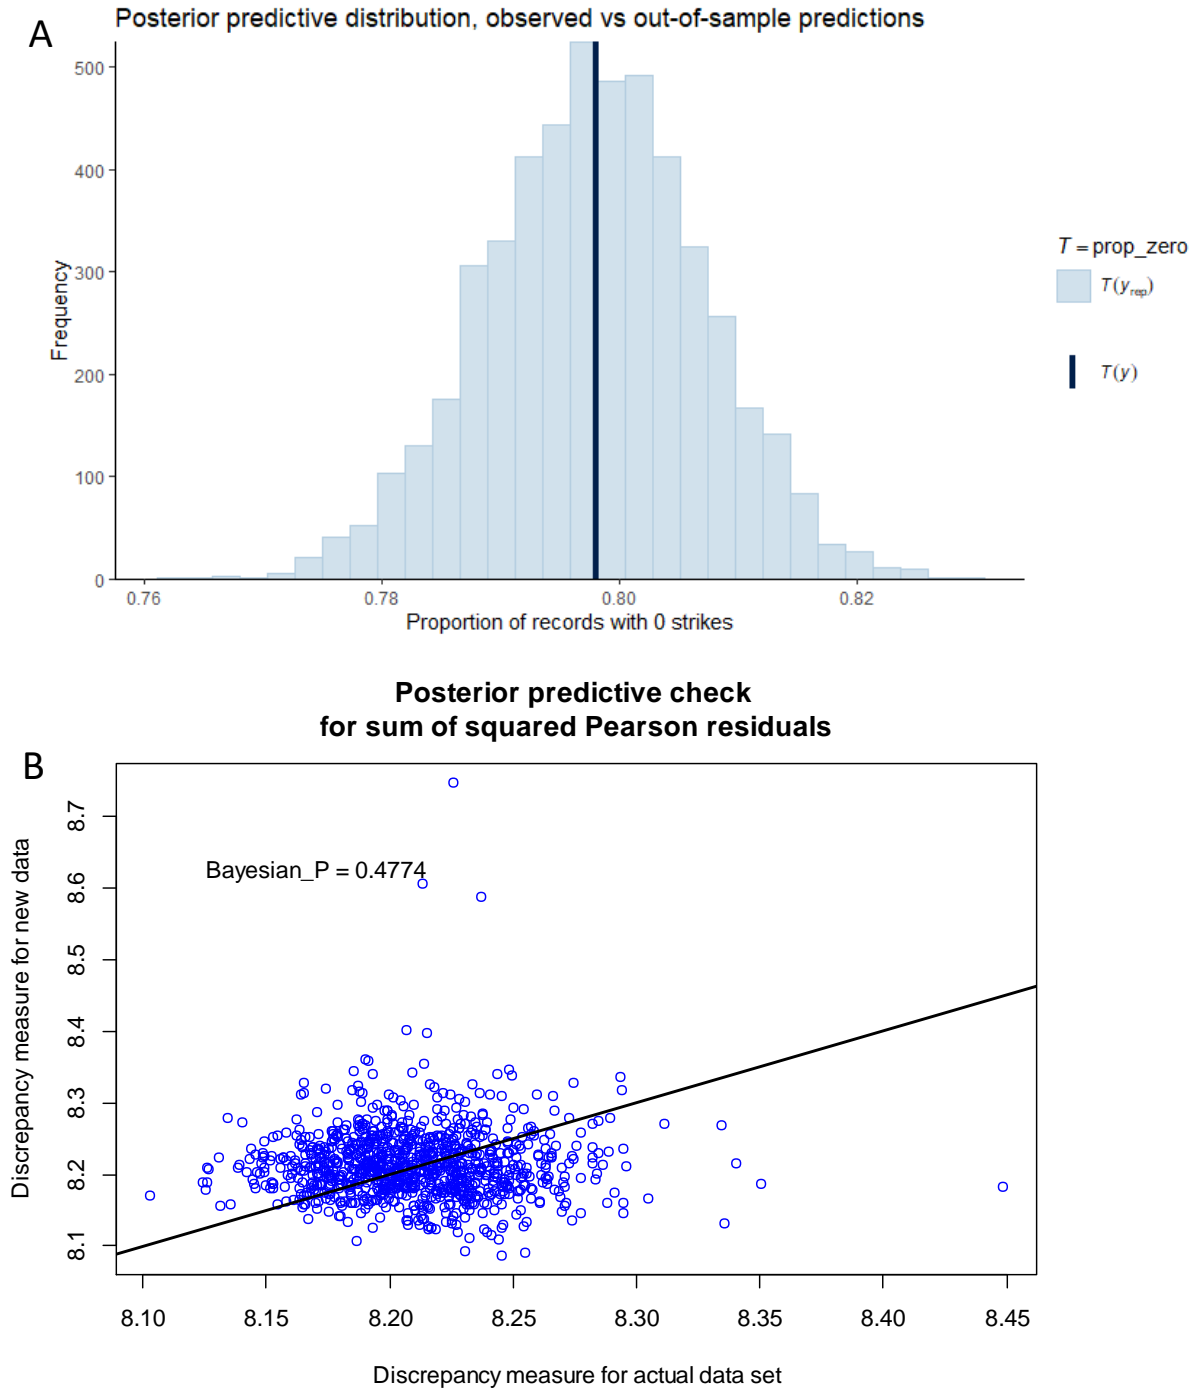 A
Posterior predictive distribution, observed vs out-of-sample predictions
500
400
300
200
100
0
Frequency
0.76
0.78
0.80
0.82
Proportion of records with 0 strikes
T = prop_zero
T(yrep)
T(y)
Posterior predictive check
for sum of squared Pearson residuals
B
Bayesian_P = 0.4774
8.7
8.6
8.5
8.4
8.3
8.2
8.1
Discrepancy measure for new data
8.10
8.15
8.20
8.25
8.30
8.35
8.40
8.45
Discrepancy measure for actual data set